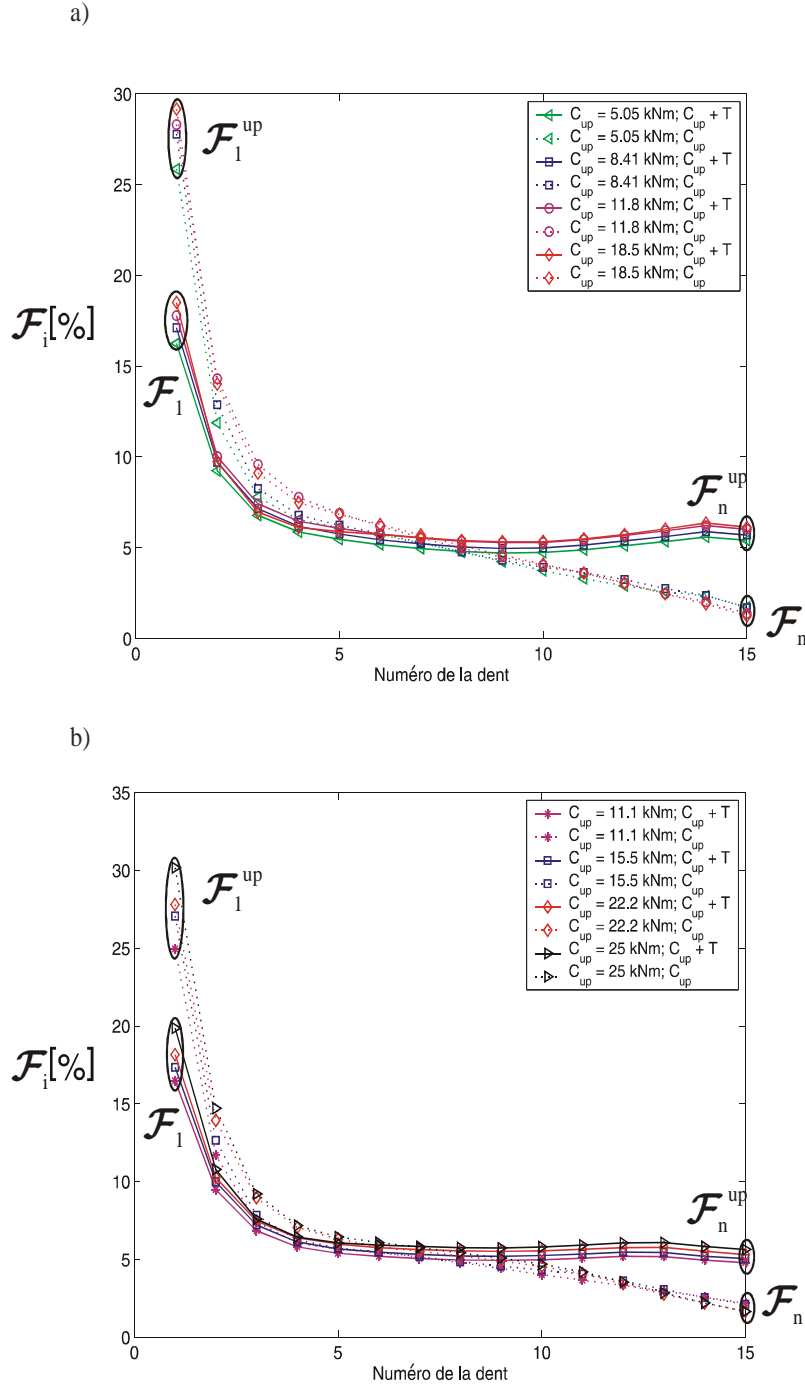 a)
30
25
20
15
10
5
0
0
5
10
15
ℱi[%]
Numéro de la dent
ℱ1up
ℱ1
ℱnup
ℱn
Cup = 5.05 kNm; Cup + T
Cup = 5.05 kNm; Cup
Cup = 8.41 kNm; Cup + T
Cup = 8.41 kNm; Cup
Cup = 11.8 kNm; Cup + T
Cup = 11.8 kNm; Cup
Cup = 18.5 kNm; Cup + T
Cup = 18.5 kNm; Cup
b)
35
30
25
20
15
10
5
0
0
5
10
15
ℱi[%]
Numéro de la dent
ℱ1up
ℱ1
ℱnup
ℱn
Cup = 11.1 kNm; Cup + T
Cup = 11.1 kNm; Cup
Cup = 15.5 kNm; Cup + T
Cup = 15.5 kNm; Cup
Cup = 22.2 kNm; Cup + T
Cup = 22.2 kNm; Cup
Cup = 25 kNm; Cup + T
Cup = 25 kNm; Cup